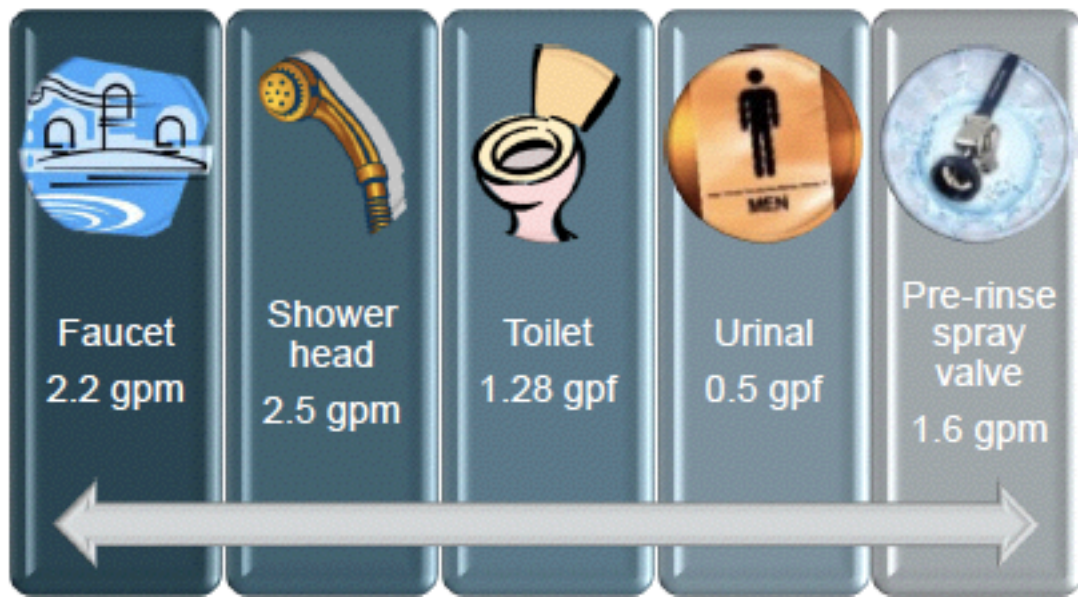 Faucet
2.2 gpm
Shower
head
2.5 gpm
Toilet
1.28 gpf
MEN
Urinal
0.5 gpf
Pre-rinse
spray
valve
1.6 gpm